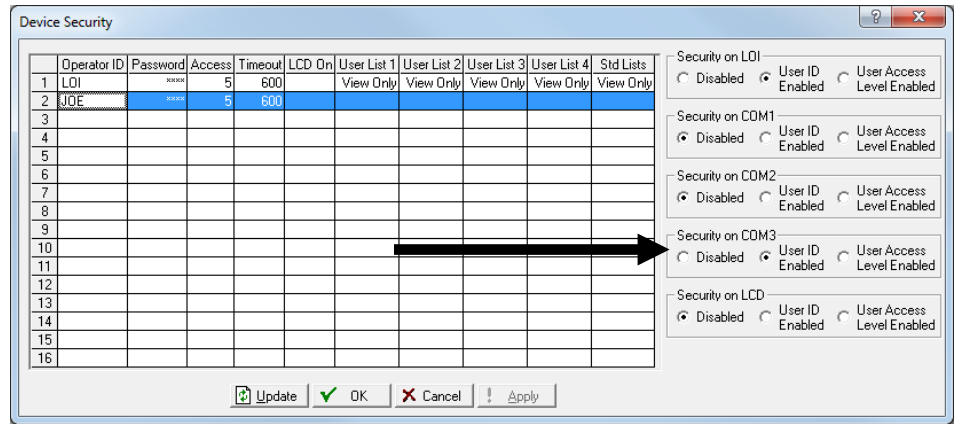 Device Security
Operator ID Password Access Timeout LCD On User List 1 User List 2 User List 3 User List 4 Std Lists
1 LOI **** 5 600 View Only View Only View Only View Only View Only
2 JOE **** 5 600
3
4
5
6
7
8
9
10
11
12
13
14
15
16
Security on LOI
Disabled User ID Enabled User Access Level Enabled
Security on COM1
Disabled User ID Enabled User Access Level Enabled
Security on COM2
Disabled User ID Enabled User Access Level Enabled
Security on COM3
Disabled User ID Enabled User Access Level Enabled
Security on LCD
Disabled User ID Enabled User Access Level Enabled
Update OK Cancel ! Apply